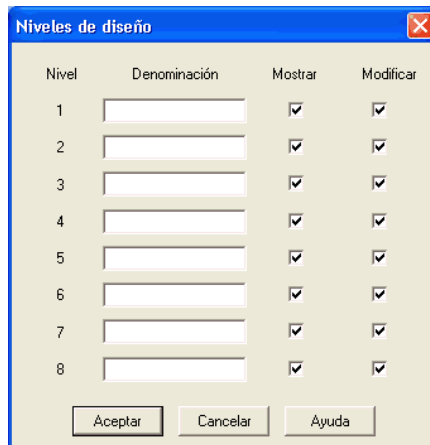 Niveles de diseño
Nivel Denominación Mostrar Modificar
1
2
3
4
5
6
7
8
Aceptar Cancelar Ayuda